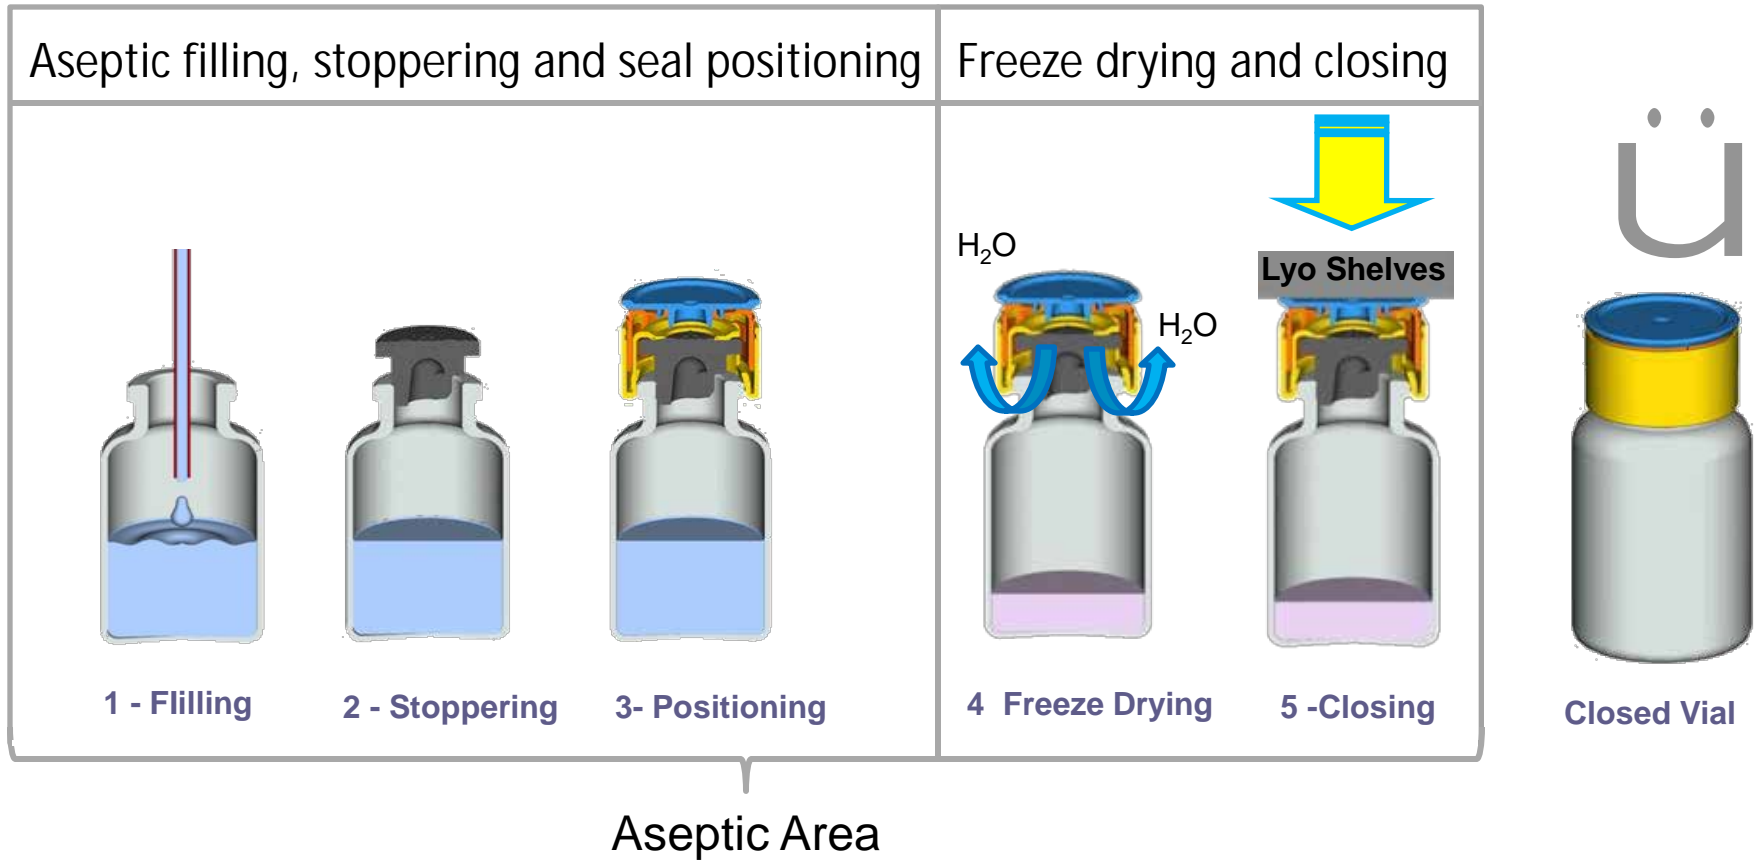 Aseptic filling, stoppering and seal positioning
Freeze drying and closing
ü
H₂O
H₂O
Lyo Shelves
1 - Flilling
2 - Stoppering
3- Positioning
4 Freeze Drying
5 -Closing
Closed Vial
Aseptic Area